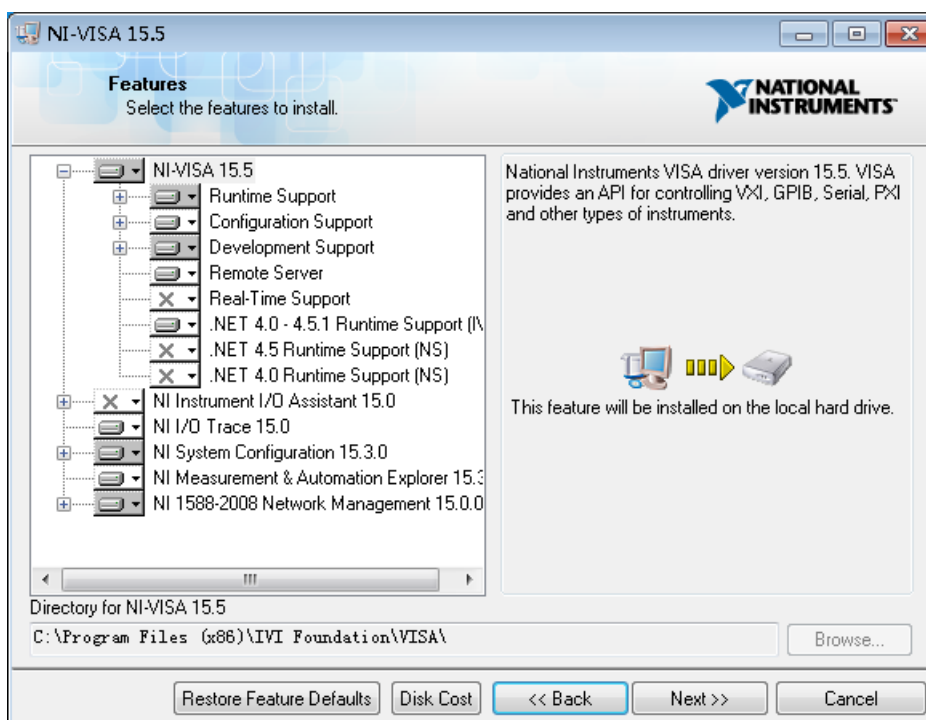 NI-VISA 15.5
Features
Select the features to install.
NATIONAL INSTRUMENTS
NI-VISA 15.5
Runtime Support
Configuration Support
Development Support
Remote Server
Real-Time Support
.NET 4.0 - 4.5.1 Runtime Support (I\
.NET 4.5 Runtime Support (NS)
.NET 4.0 Runtime Support (NS)
NI Instrument I/O Assistant 15.0
NI I/O Trace 15.0
NI System Configuration 15.3.0
NI Measurement & Automation Explorer 15.3
NI 1588-2008 Network Management 15.0.0
National Instruments VISA driver version 15.5. VISA
provides an API for controlling VXI, GPIB, Serial, PXI
and other types of instruments.
This feature will be installed on the local hard drive.
Directory for NI-VISA 15.5
C:\Program Files (x86)\IVI Foundation\VISA\
Browse...
Restore Feature Defaults
Disk Cost
<< Back
Next >>
Cancel